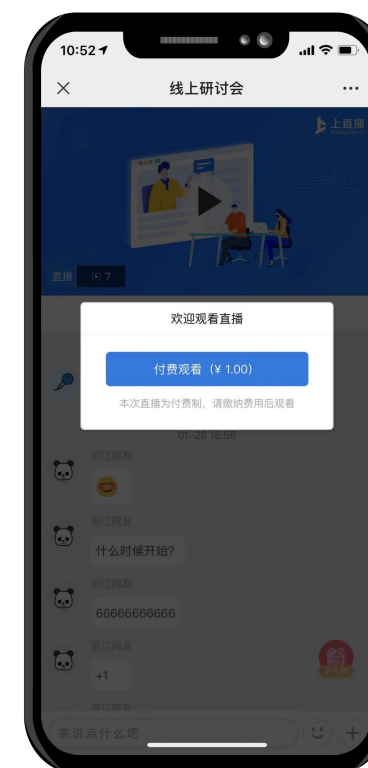 10:52
线上研讨会
上直播
直播 7
欢迎观看直播
付费观看（¥ 1.00）
本次直播为付费制，请缴纳费用后观看
01-28 16:58
浙江网友
浙江网友
什么时候开始?
浙江网友
66666666666
浙江网友
+1
浙江网友
来说点什么吧